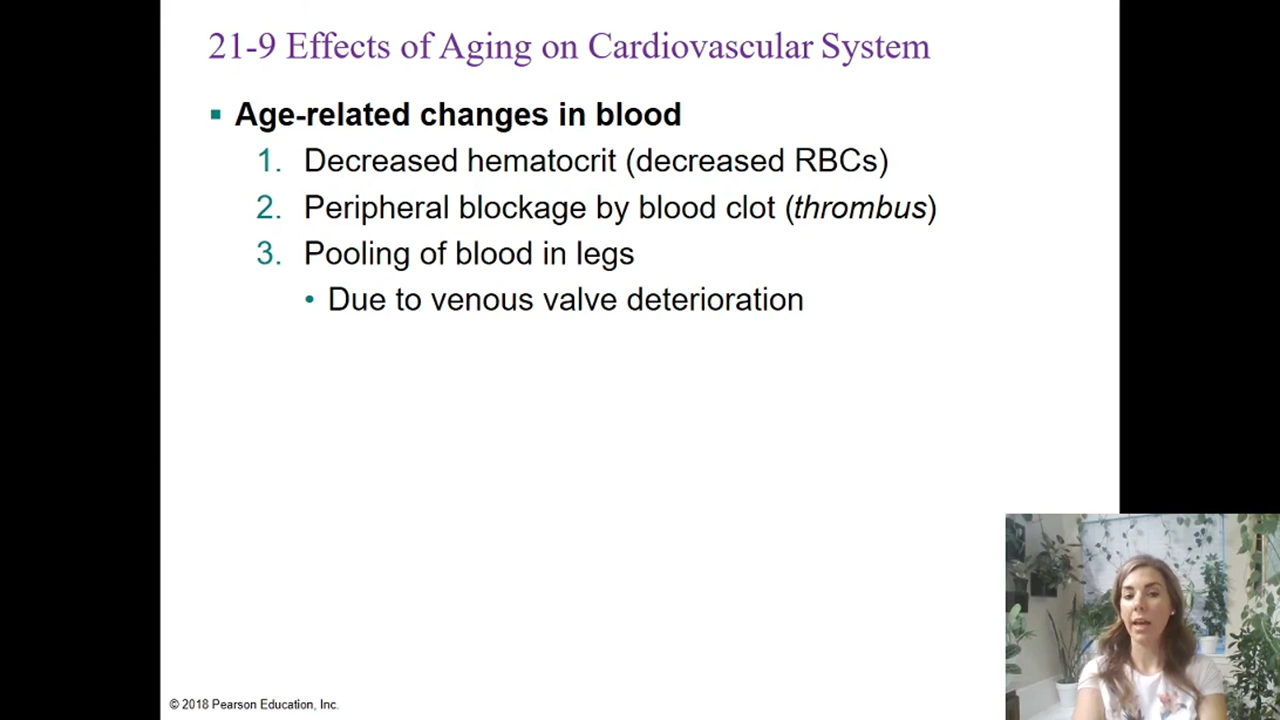 21-9 Effects of Aging on Cardiovascular System
▪ Age-related changes in blood
1. Decreased hematocrit (decreased RBCs)
2. Peripheral blockage by blood clot (thrombus)
3. Pooling of blood in legs
• Due to venous valve deterioration
© 2018 Pearson Education, Inc.